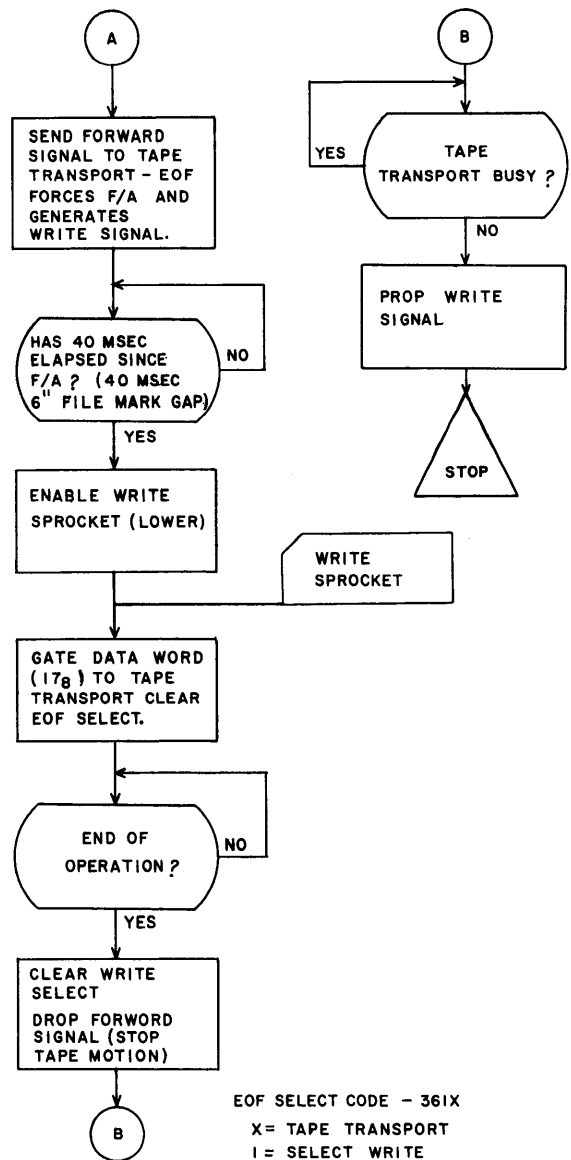 A
SEND FORWARD
SIGNAL TO TAPE
TRANSPORT - EOF
FORCES F/A AND
GENERATES
WRITE SIGNAL.
HAS 40 MSEC
ELAPSED SINCE
F/A ? (40 MSEC
6" FILE MARK GAP)
NO
YES
ENABLE WRITE
SPROCKET (LOWER)
WRITE
SPROCKET
GATE DATA WORD
(17₈) TO TAPE
TRANSPORT CLEAR
EOF SELECT.
END OF
OPERATION ?
NO
YES
CLEAR WRITE
SELECT
DROP FORWORD
SIGNAL (STOP
TAPE MOTION)
B
B
YES
TAPE
TRANSPORT BUSY ?
NO
PROP WRITE
SIGNAL
STOP
EOF SELECT CODE - 361X
X = TAPE TRANSPORT
1 = SELECT WRITE